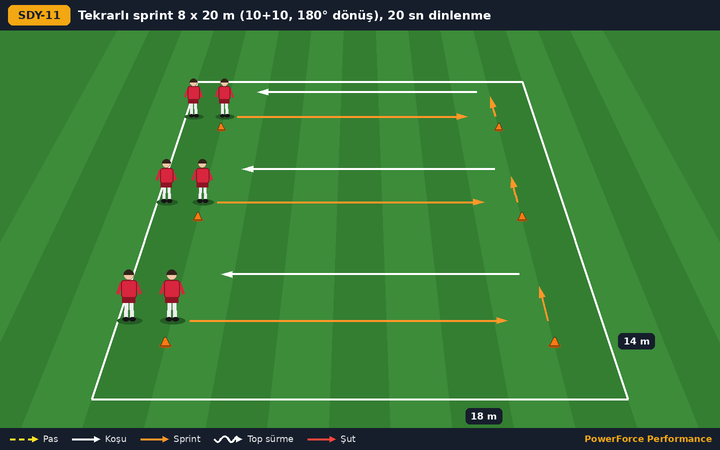 SDY-11 Tekrarlı sprint 8 x 20 m (10+10, 180° dönüş), 20 sn dinlenme
14 m
18 m
Pas Koşu Sprint Top sürme Şut PowerForce Performance